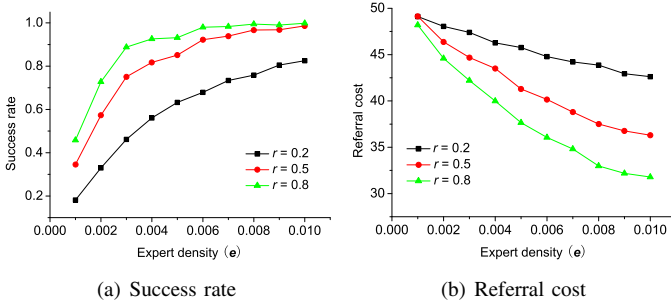 1.0
0.8
0.6
0.4
0.2
Success rate
0.000 0.002 0.004 0.006 0.008 0.010
Expert density (e)
r = 0.2
r = 0.5
r = 0.8
(a) Success rate
50
45
40
35
30
Referral cost
0.000 0.002 0.004 0.006 0.008 0.010
Expert density (e)
r = 0.2
r = 0.5
r = 0.8
(b) Referral cost